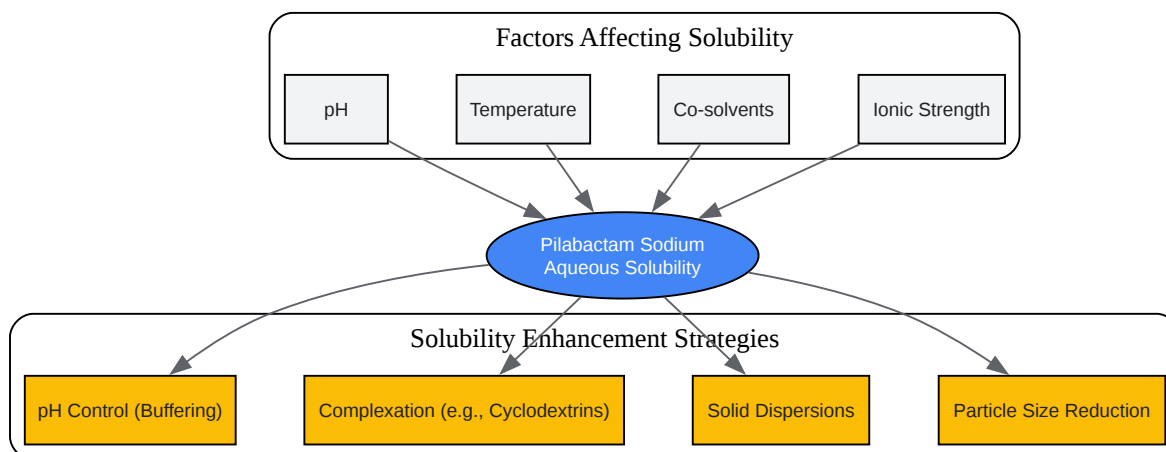 Factors Affecting Solubility
pH
Temperature
Co-solvents
Ionic Strength
Pilabactam Sodium
Aqueous Solubility
Solubility Enhancement Strategies
pH Control (Buffering)
Complexation (e.g., Cyclodextrins)
Solid Dispersions
Particle Size Reduction